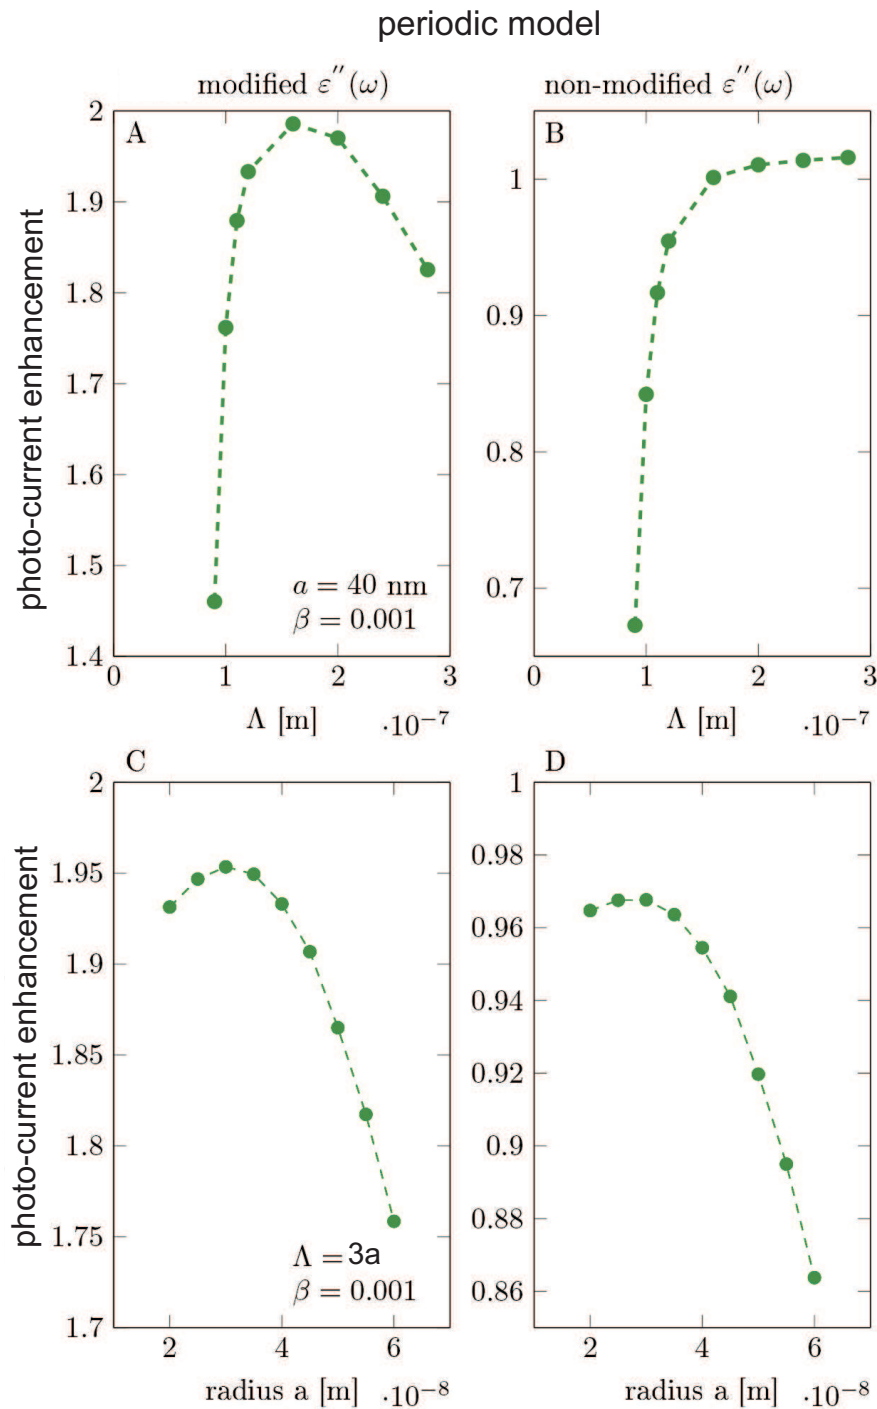 periodic model
modified ε″(ω)
non-modified ε″(ω)
A
2
1.9
1.8
1.7
1.6
1.5
1.4
photo-current enhancement
a = 40 nm
β = 0.001
0 1 2 3
Λ [m] ·10⁻⁷
B
1
0.9
0.8
0.7
0 1 2 3
Λ [m] ·10⁻⁷
C
2
1.95
1.9
1.85
1.8
1.75
1.7
photo-current enhancement
Λ = 3a
β = 0.001
2 4 6
radius a [m] ·10⁻⁸
D
1
0.98
0.96
0.94
0.92
0.9
0.88
0.86
2 4 6
radius a [m] ·10⁻⁸